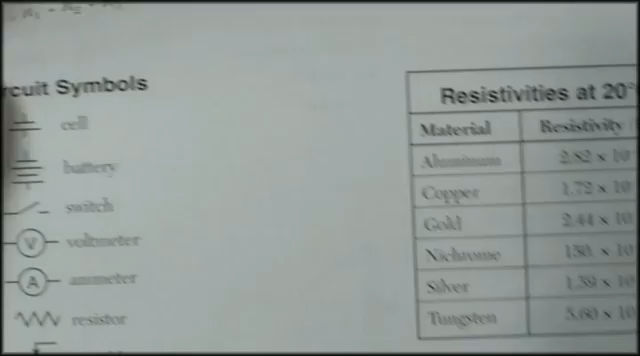 rcuit Symbols
cell
battery
switch
V voltmeter
A ammeter
resistor
Resistivities at 20°
Material Resistivity
Aluminum 2.82 x 10
Copper 1.72 x 10
Gold 2.44 x 10
Nichrome 150. x 10
Silver 1.59 x 10
Tungsten 5.60 x 10